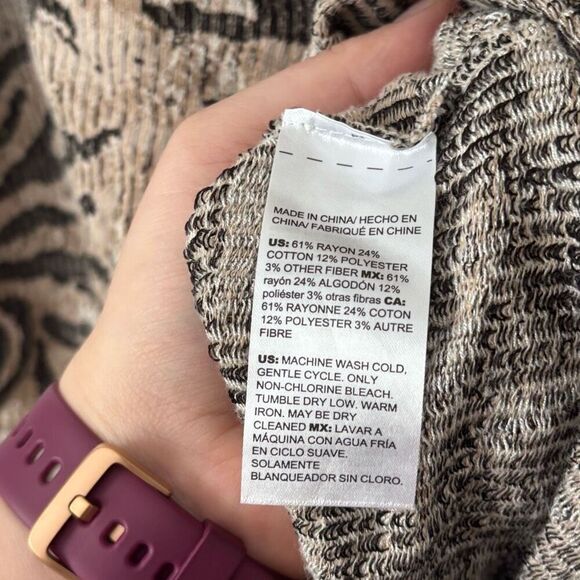 MADE IN CHINA/ HECHO EN
CHINA/ FABRIQUÉ EN CHINE
US: 61% RAYON 24%
COTTON 12% POLYESTER
3% OTHER FIBER MX: 61%
rayón 24% ALGODÓN 12%
poliéster 3% otras fibras CA:
61% RAYONNE 24% COTON
12% POLYESTER 3% AUTRE
FIBRE
US: MACHINE WASH COLD,
GENTLE CYCLE. ONLY
NON-CHLORINE BLEACH.
TUMBLE DRY LOW. WARM
IRON. MAY BE DRY
CLEANED MX: LAVAR A
MÁQUINA CON AGUA FRÍA
EN CICLO SUAVE.
SOLAMENTE
BLANQUEADOR SIN CLORO.